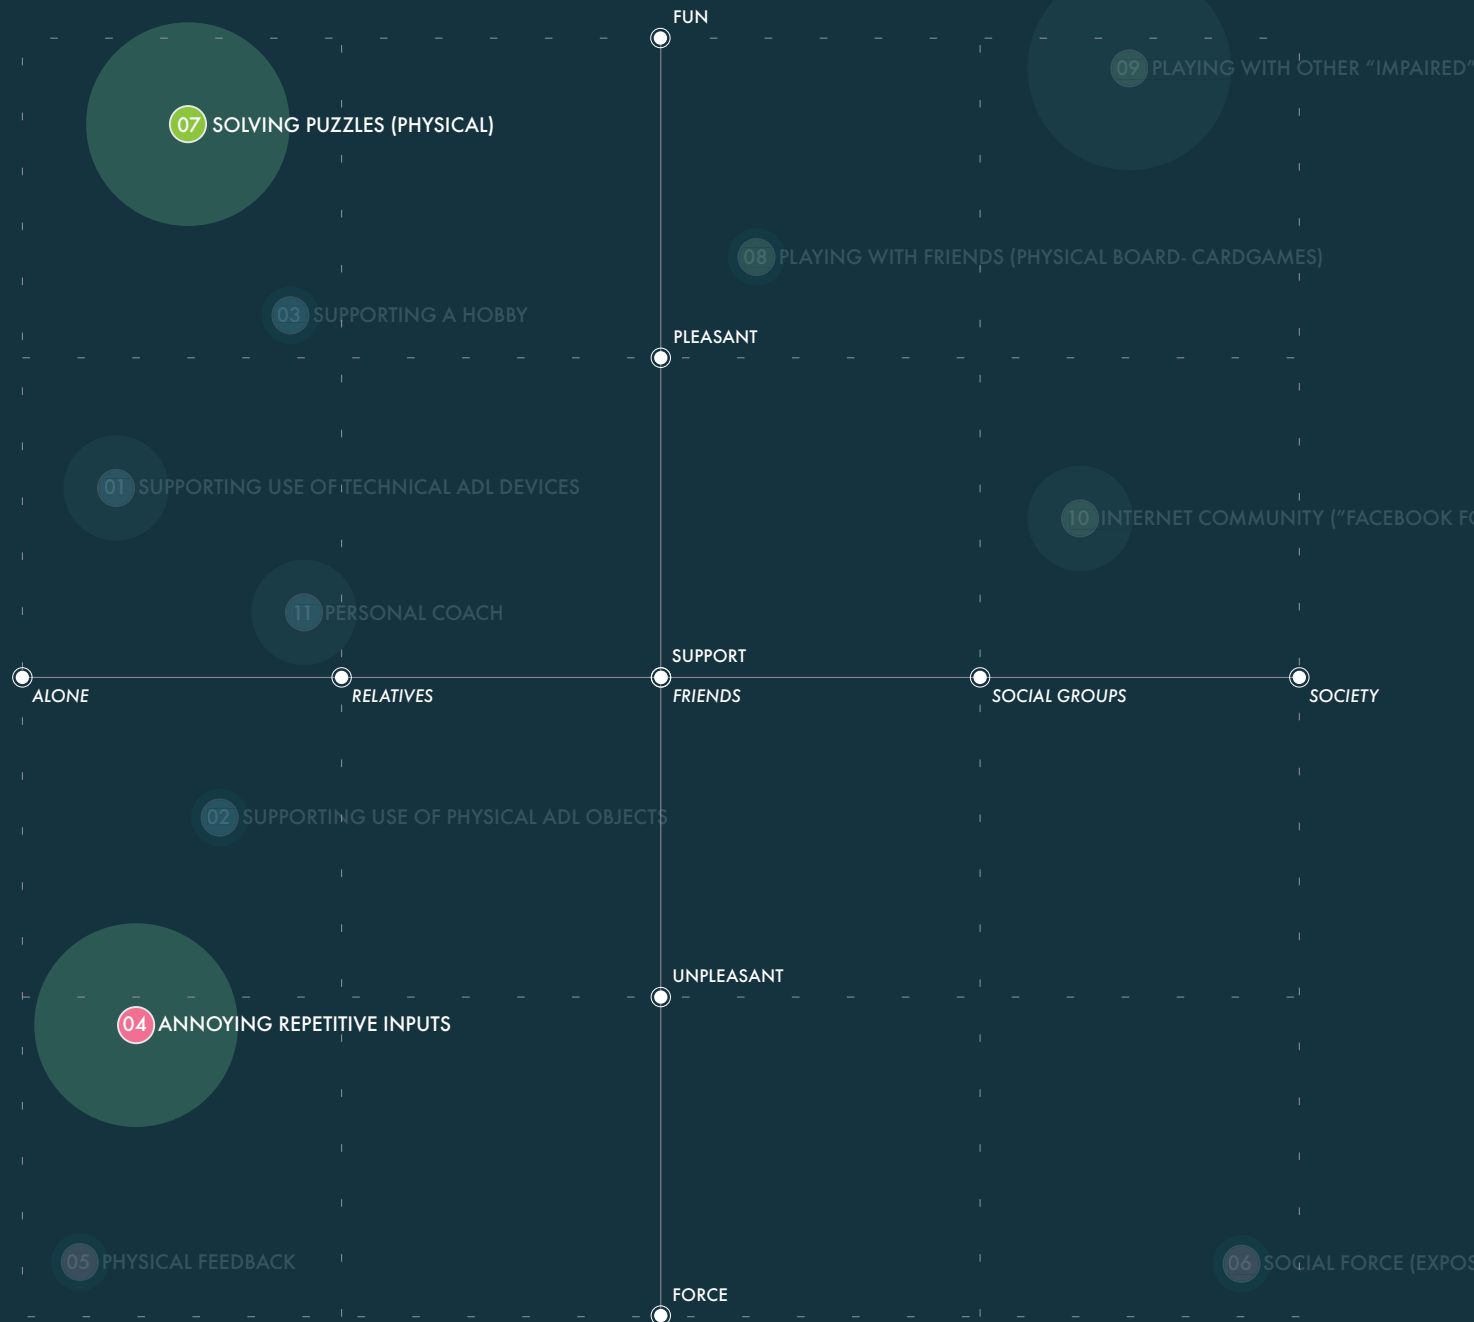 FUN
09 PLAYING WITH OTHER “IMPAIRED”
07 SOLVING PUZZLES (PHYSICAL)
08 PLAYING WITH FRIENDS (PHYSICAL BOARD- CARDGAMES)
03 SUPPORTING A HOBBY
PLEASANT
01 SUPPORTING USE OF TECHNICAL ADL DEVICES
10 INTERNET COMMUNITY (”FACEBOOK
11 PERSONAL COACH
SUPPORT
ALONE
RELATIVES
FRIENDS
SOCIAL GROUPS
SOCIETY
02 SUPPORTING USE OF PHYSICAL ADL OBJECTS
UNPLEASANT
04 ANNOYING REPETITIVE INPUTS
05 PHYSICAL FEEDBACK
06 SOCIAL FORCE
FORCE